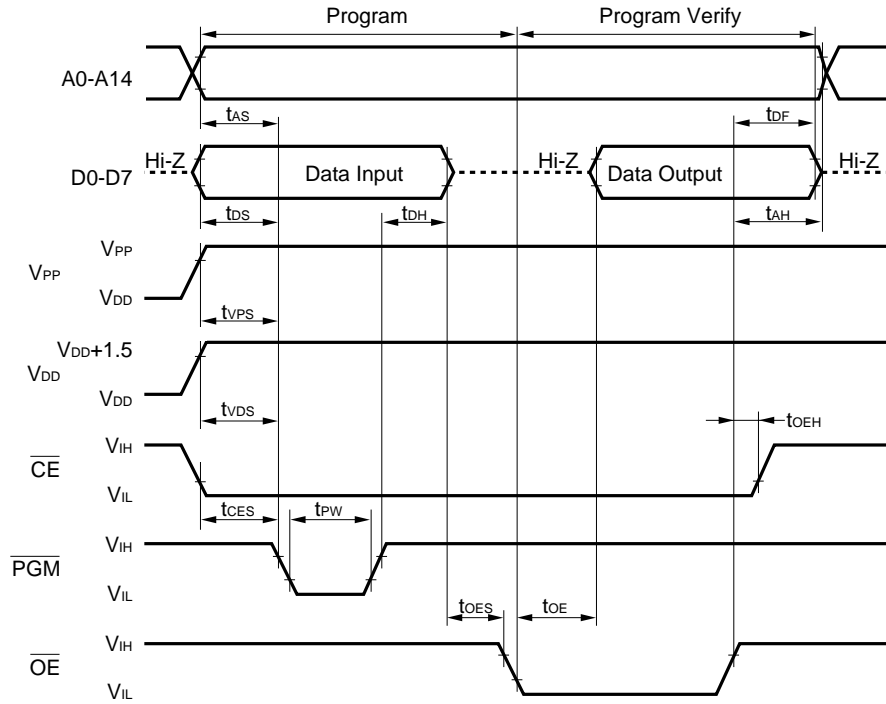 Program Program Verify
A0-A14
tAS tDF
Hi-Z Hi-Z Hi-Z
D0-D7 Data Input Data Output
tDS tDH tAH
VPP
VPP
VDD
tVPS
VDD+1.5
VDD
VDD
tVDS
tOEH
VIH
CE
VIL
tCES tPW
VIH
PGM
VIL
tOES tOE
VIH
OE
VIL